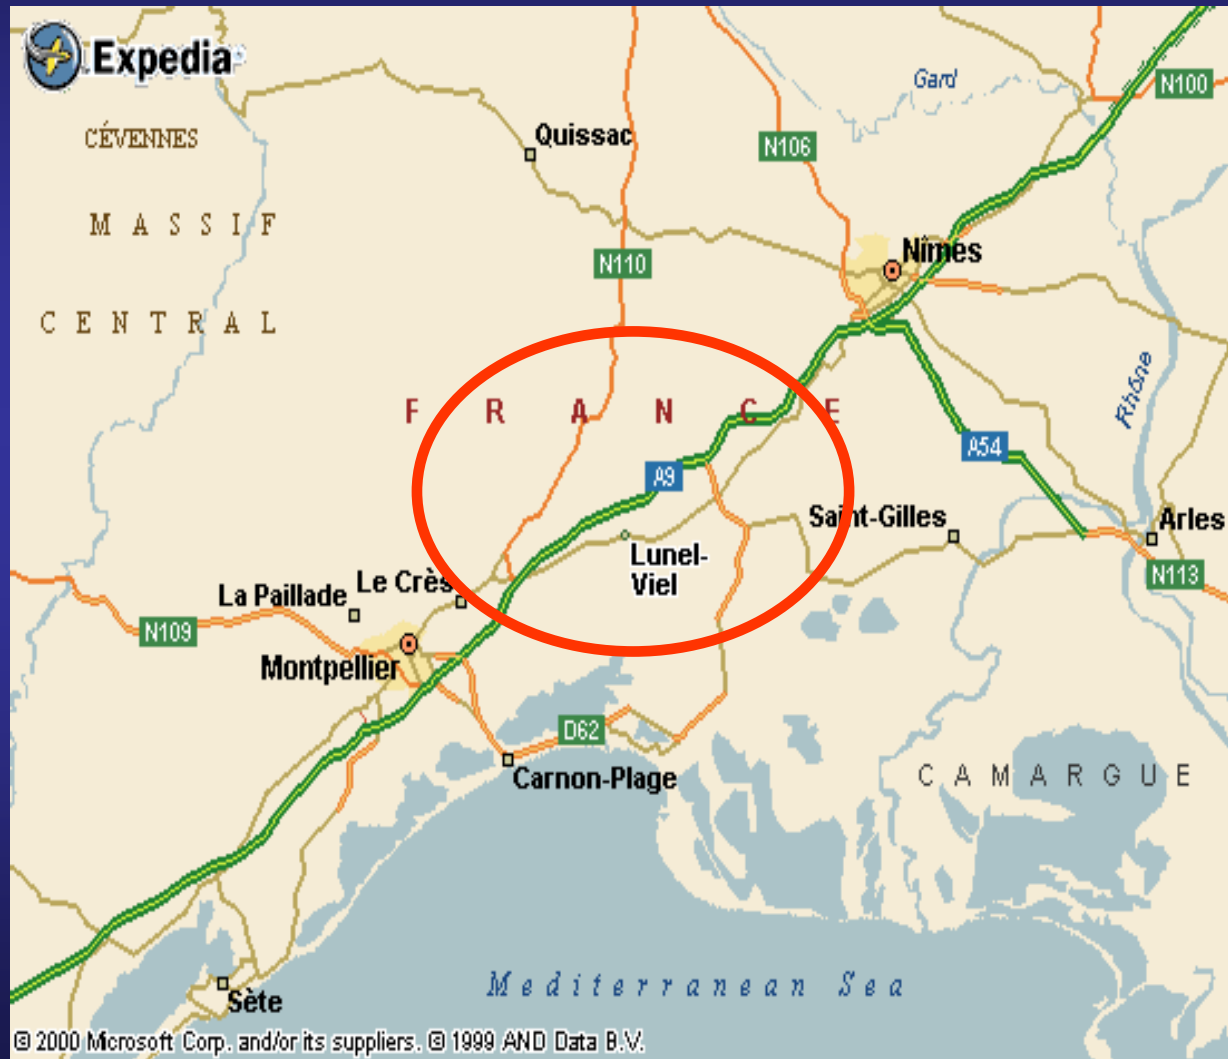 Expedia
Gard
N100
CÉVENNES
Quissac
N106
MASSIF
Nîmes
N110
CENTRAL
Rhône
FRANCE
A54
A9
Saint-Gilles
Arles
Lunel-
Viel
N113
Le Crès
La Paillade
N109
Montpellier
D62
Carnon-Plage
CAMARGUE
Mediterranean Sea
Sète
© 2000 Microsoft Corp. and/or its suppliers. © 1999 AND Data B.V.